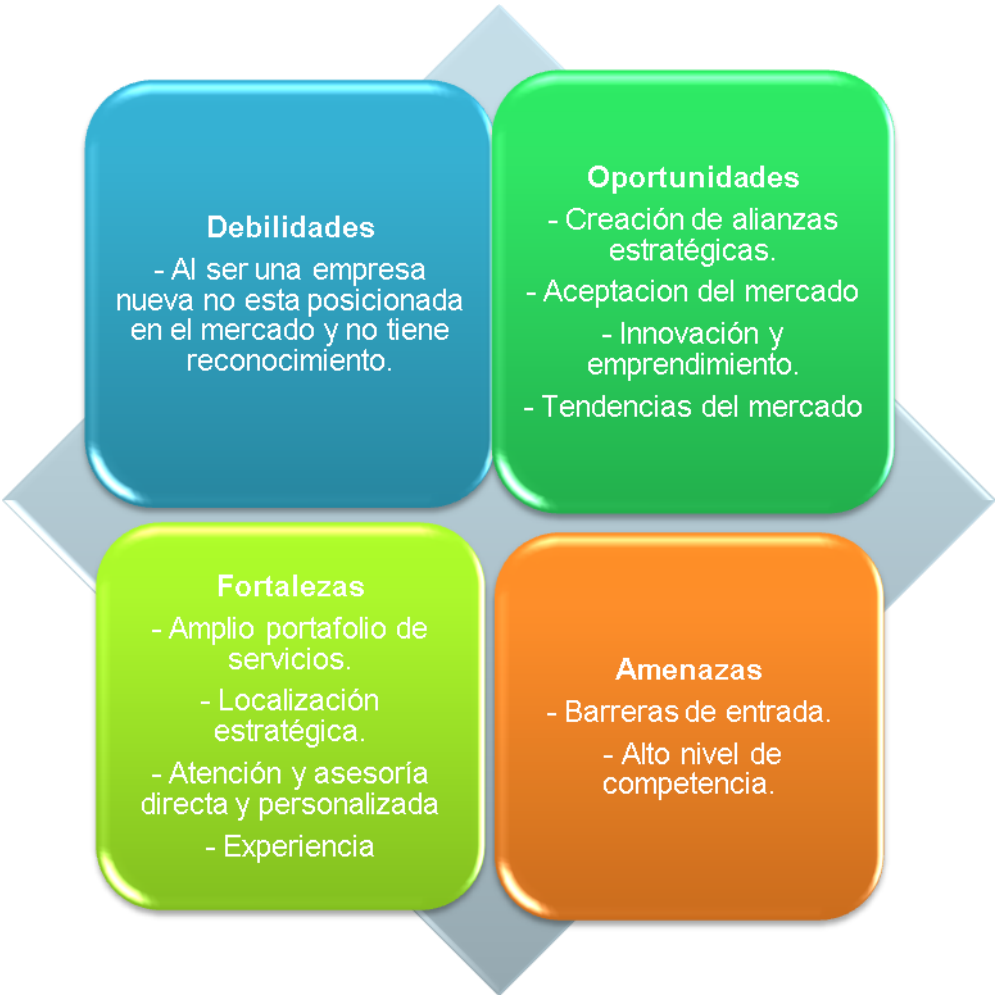 Debilidades
- Al ser una empresa
nueva no esta posicionada
en el mercado y no tiene
reconocimiento.
Oportunidades
- Creación de alianzas
estratégicas.
- Aceptacion del mercado
- Innovación y
emprendimiento.
- Tendencias del mercado
Fortalezas
- Amplio portafolio de
servicios.
- Localización
estratégica.
- Atención y asesoría
directa y personalizada
- Experiencia
Amenazas
- Barreras de entrada.
- Alto nivel de
competencia.